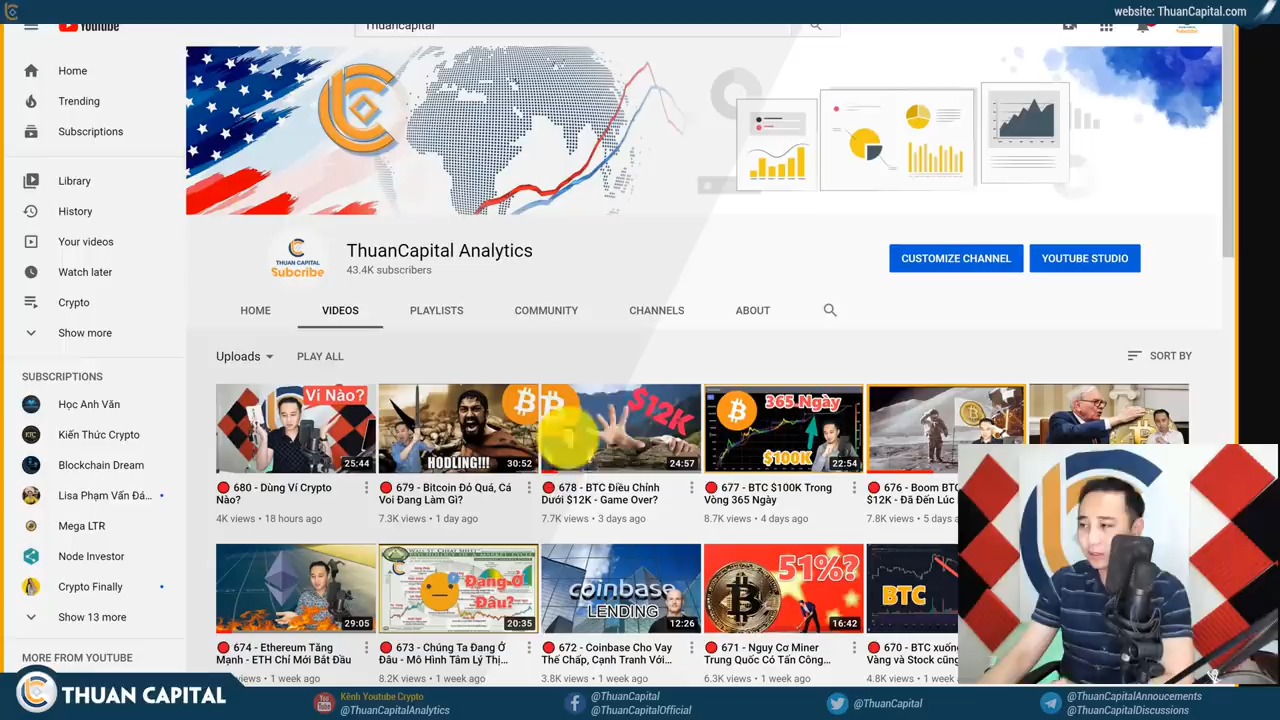 website: ThuanCapital.com
YouTube
ThuanCapital
Home
Trending
Subscriptions
Library
History
Your videos
Watch later
Crypto
Show more
SUBSCRIPTIONS
Học Anh Văn
Kiến Thức Crypto
Blockchain Dream
Lisa Phạm Vấn Đá...
Mega LTR
Node Investor
Crypto Finally
Show 13 more
MORE FROM YOUTUBE
THUAN CAPITAL
Subcribe
ThuanCapital Analytics
43.4K subscribers
CUSTOMIZE CHANNEL
YOUTUBE STUDIO
HOME
VIDEOS
PLAYLISTS
COMMUNITY
CHANNELS
ABOUT
Uploads
PLAY ALL
SORT BY
Ví Nào?
25:44
680 - Dùng Ví Crypto
Nào?
4K views • 18 hours ago
HODLING!!!
30:52
679 - Bitcoin Đỏ Quá, Cá
Voi Đang Làm Gì?
7.3K views • 1 day ago
$12K
24:57
678 - BTC Điều Chỉnh
Dưới $12K - Game Over?
7.7K views • 3 days ago
365 Ngày
$100K
22:54
677 - BTC $100K Trong
Vòng 365 Ngày
8.7K views • 4 days ago
676 - Boom BT
$12K - Đã Đến Lúc
7.8K views • 5 days
29:05
674 - Ethereum Tăng
Mạnh - ETH Chỉ Mới Bắt Đầu
views • 1 week ago
Đang Ở
Đâu?
20:35
673 - Chúng Ta Đang Ở
Đâu - Mô Hình Tâm Lý Thị...
8.2K views • 1 week ago
coinbase
LENDING
12:26
672 - Coinbase Cho Vay
Thế Chấp, Cạnh Tranh Với...
3.8K views • 1 week ago
51%?
16:42
671 - Nguy Cơ Miner
Trung Quốc Có Tấn Công...
6.3K views • 1 week ago
BTC
670 - BTC xuống
Vàng và Stock cũng
4.8K views • 1 week
THUAN CAPITAL
Kênh Youtube Crypto
@ThuanCapitalAnalytics
@ThuanCapital
@ThuanCapitalOfficial
@ThuanCapital
@ThuanCapitalAnnoucements
@ThuanCapitalDiscussions